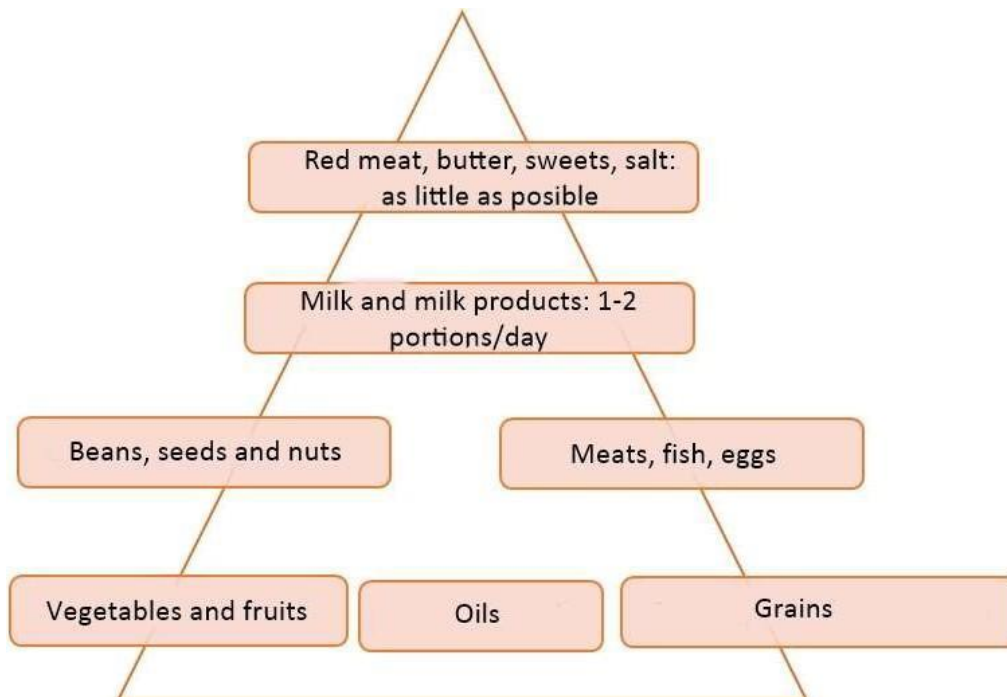 Red meat, butter, sweets, salt:
as little as posible
Milk and milk products: 1-2
portions/day
Beans, seeds and nuts
Meats, fish, eggs
Vegetables and fruits
Oils
Grains